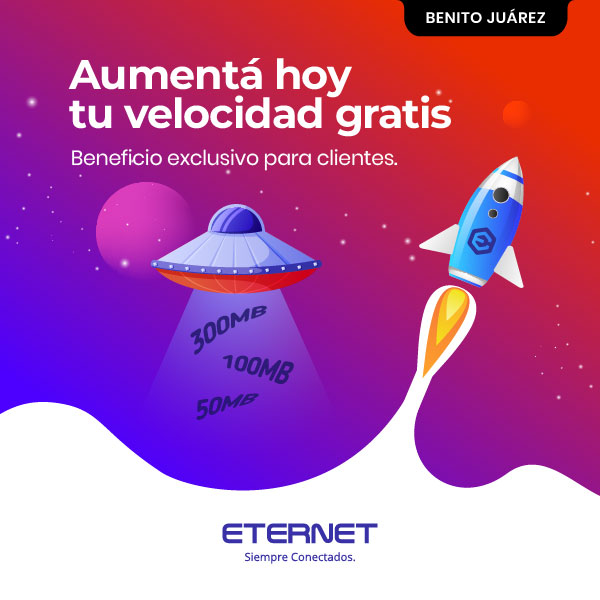 BENITO JUÁREZ
Aumentá hoy
tu velocidad gratis
Beneficio exclusivo para clientes.
300MB
100MB
50MB
ETERNET
Siempre Conectados.